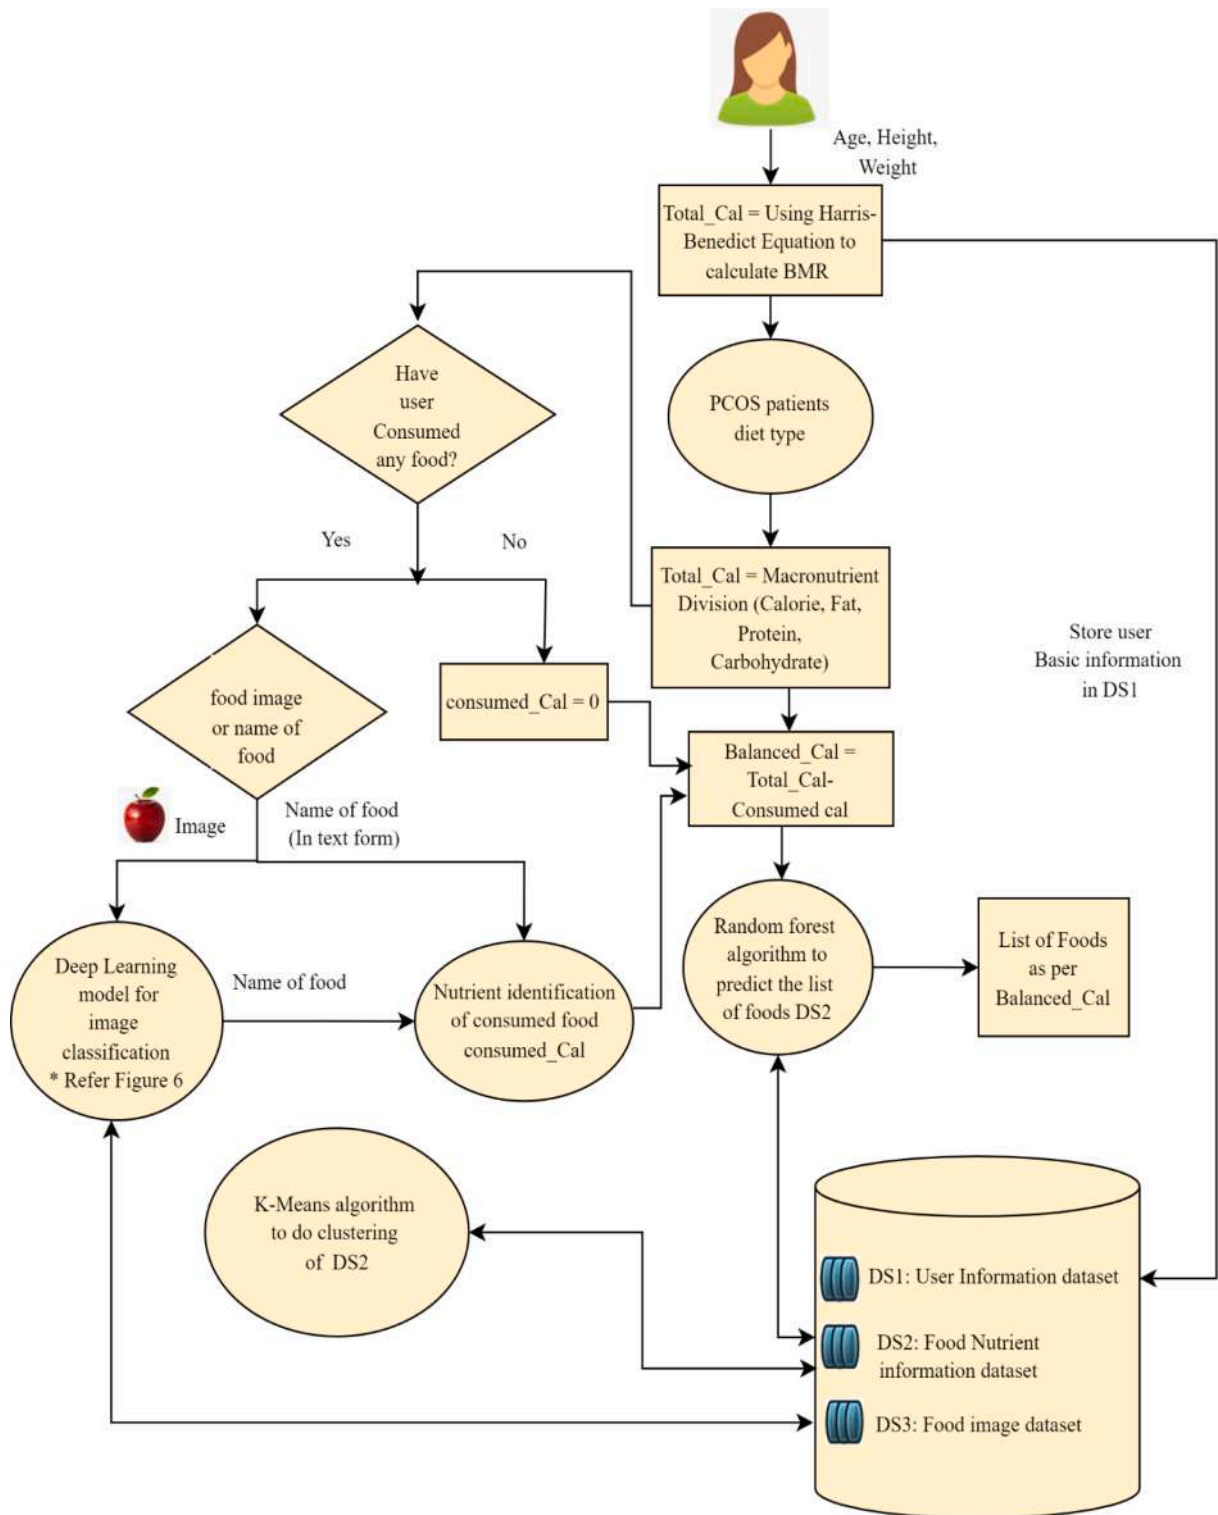 Age, Height,
Weight
Total_Cal = Using Harris-
Benedict Equation to
calculate BMR
Have
user
Consumed
any food?
PCOS patients
diet type
Yes
No
Total_Cal = Macronutrient
Division (Calorie, Fat,
Protein,
Carbohydrate)
Store user
Basic information
in DS1
food image
or name of
food
consumed_Cal = 0
Balanced_Cal =
Total_Cal-
Consumed cal
Image
Name of food
(In text form)
Deep Learning
model for
image
classification
* Refer Figure 6
Name of food
Nutrient identification
of consumed food
consumed_Cal
Random forest
algorithm to
predict the list
of foods DS2
List of Foods
as per
Balanced_Cal
K-Means algorithm
to do clustering
of DS2
DS1: User Information dataset
DS2: Food Nutrient
information dataset
DS3: Food image dataset